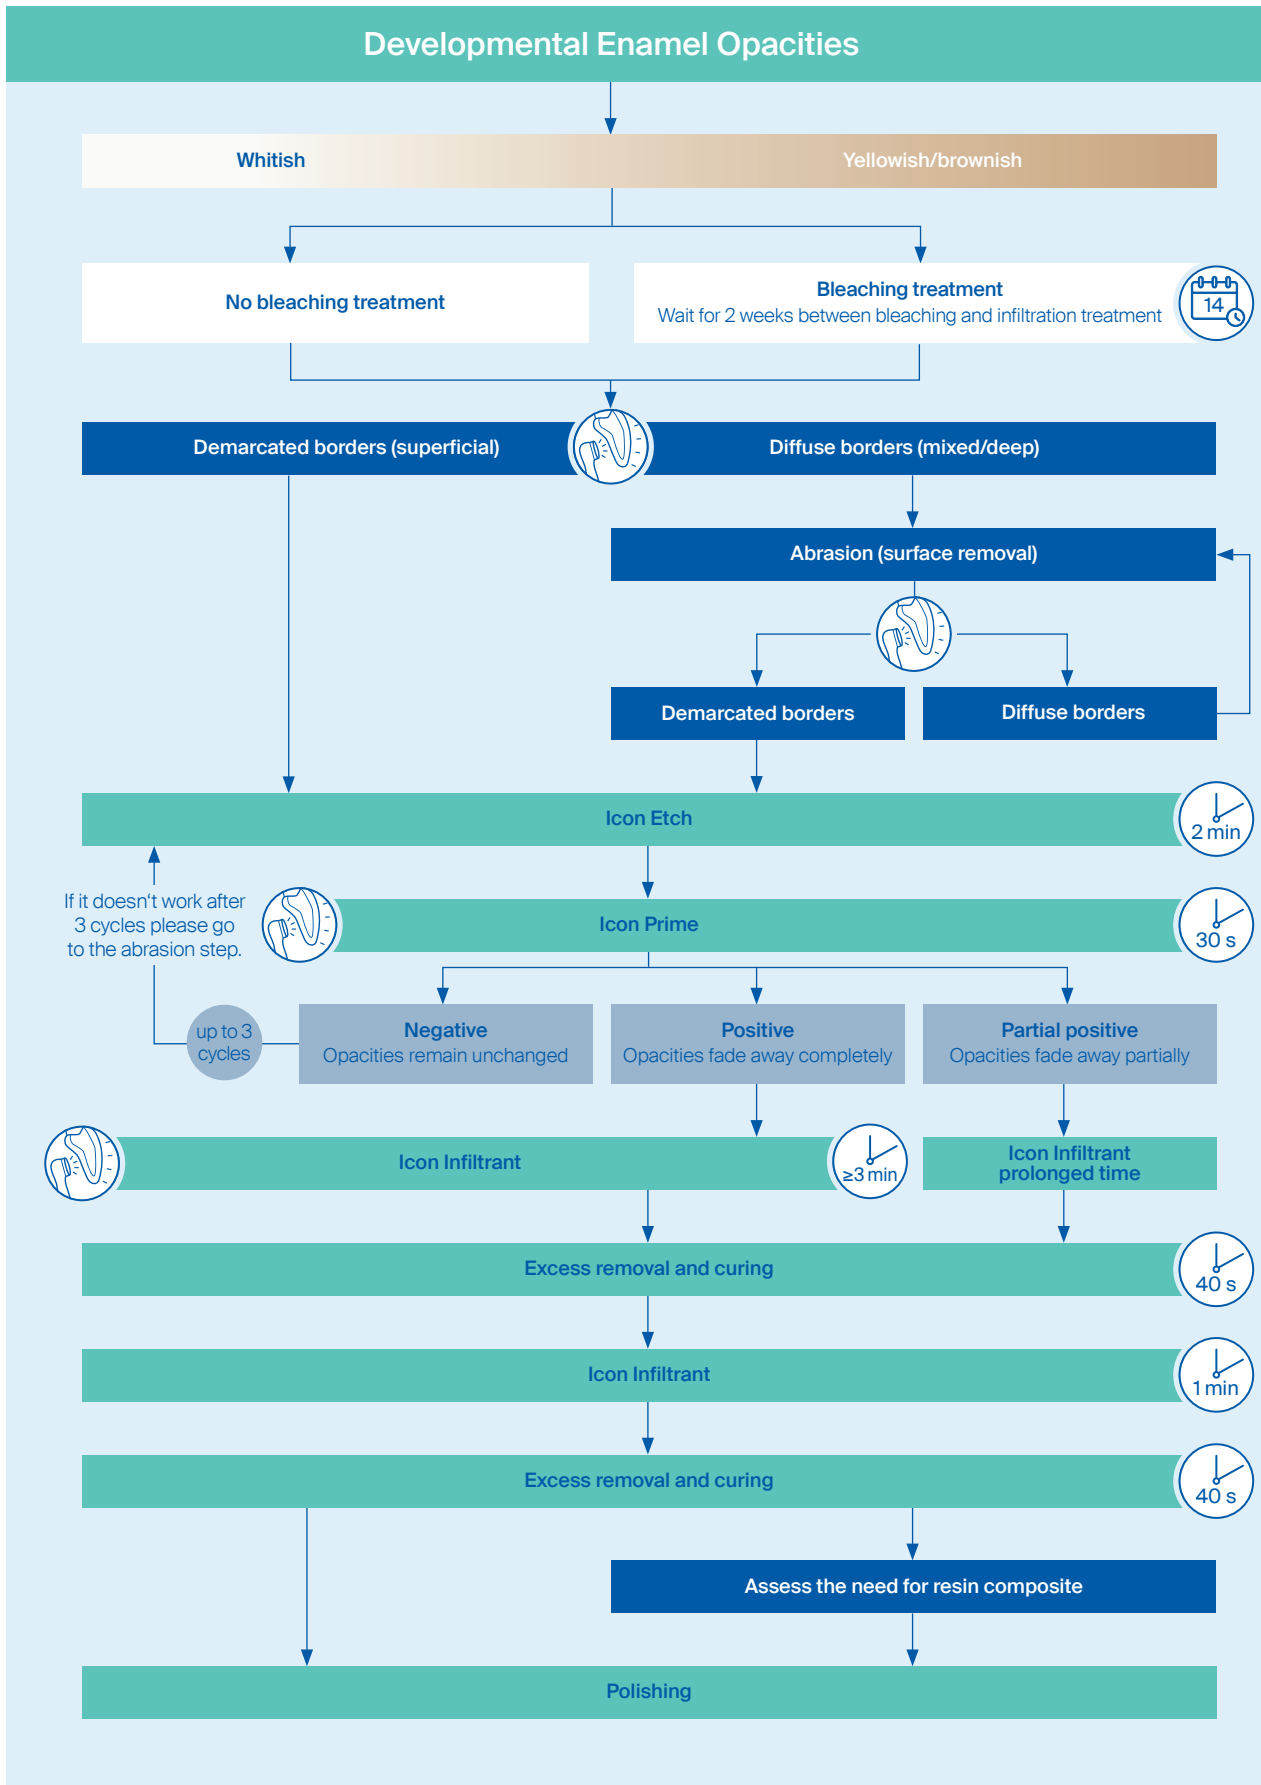 Developmental Enamel Opacities
Whitish
Yellowish/brownish
No bleaching treatment
Bleaching treatment
Wait for 2 weeks between bleaching and infiltration treatment
14
Demarcated borders (superficial)
Diffuse borders (mixed/deep)
Abrasion (surface removal)
Demarcated borders
Diffuse borders
Icon Etch
2 min
If it doesn‘t work after
3 cycles please go
to the abrasion step.
Icon Prime
30 s
up to 3
cycles
Negative
Opacities remain unchanged
Positive
Opacities fade away completely
Partial positive
Opacities fade away partially
Icon Infiltrant
≥3 min
Icon Infiltrant
prolonged time
Excess removal and curing
40 s
Icon Infiltrant
1 min
Excess removal and curing
40 s
Assess the need for resin composite
Polishing